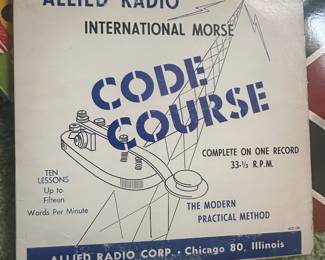 ALLIED RADIO
INTERNATIONAL MORSE
CODE
COURSE
COMPLETE ON ONE RECORD
33-⅓ R.P.M.
TEN
LESSONS
Up to
Fifteen
Words Per Minute
THE MODERN
PRACTICAL METHOD
ALLIED RADIO CORP. • Chicago 80, Illinois